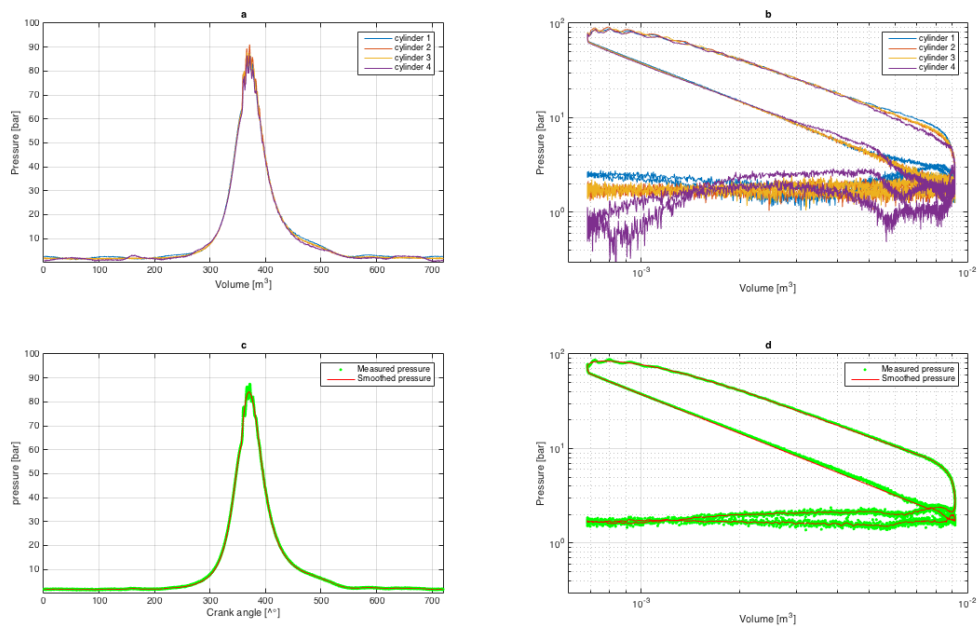 a
Pressure [bar]
100
90
80
70
60
50
40
30
20
10
0
100
200
300
400
500
600
700
Volume [m³]
cylinder 1
cylinder 2
cylinder 3
cylinder 4
b
Pressure [bar]
10²
10¹
10⁰
10⁻³
10⁻²
Volume [m³]
cylinder 1
cylinder 2
cylinder 3
cylinder 4
c
pressure [bar]
100
90
80
70
60
50
40
30
20
10
0
100
200
300
400
500
600
700
Crank angle [^°]
Measured pressure
Smoothed pressure
d
Pressure [bar]
10²
10¹
10⁰
10⁻³
10⁻²
Volume [m³]
Measured pressure
Smoothed pressure